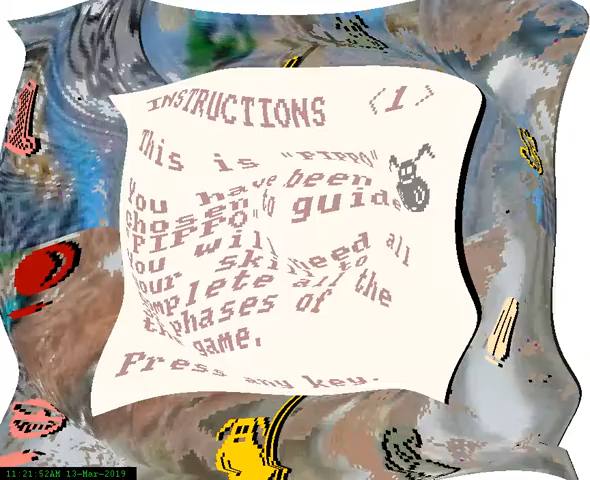 INSTRUCTIONS <1>
This is "PIPPO"
You have been
chosen to guide
"PIPPO".
You will need all
your skill to
complete all the
phases of
game.
Press any key.
11:21:52AM 13-Mar-2019